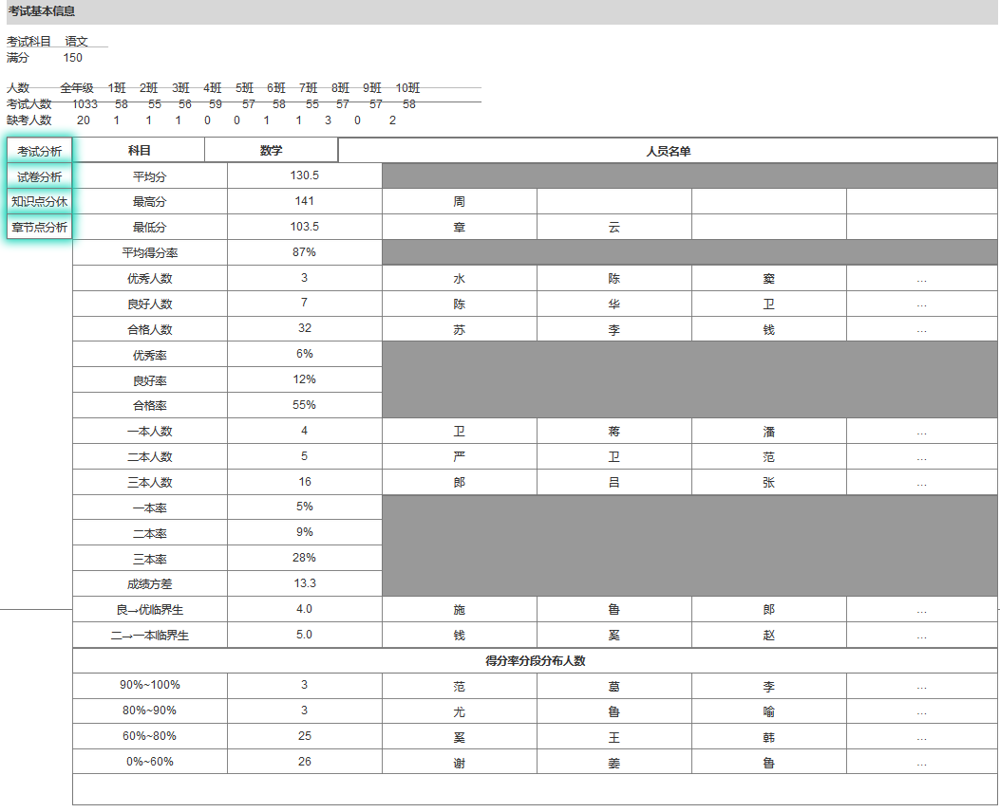 考试基本信息
考试科目 语文
满分 150
人数 全年级 1班 2班 3班 4班 5班 6班 7班 8班 9班 10班
考试人数 1033 58 55 56 59 57 58 55 57 57 58
缺考人数 20 1 1 1 0 0 1 1 3 0 2
考试分析 科目 数学 人员名单
试卷分析 平均分 130.5
知识点分休 最高分 141 周
章节点分析 最低分 103.5 章 云
平均得分率 87%
优秀人数 3 水 陈 窦 ...
良好人数 7 陈 华 卫 ...
合格人数 32 苏 李 钱 ...
优秀率 6%
良好率 12%
合格率 55%
一本人数 4 卫 蒋 潘 ...
二本人数 5 严 卫 范 ...
三本人数 16 郎 吕 张 ...
一本率 5%
二本率 9%
三本率 28%
成绩方差 13.3
良→优临界生 4.0 施 鲁 郎 ...
二→一本临界生 5.0 钱 奚 赵 ...
得分率分段分布人数
90%~100% 3 范 葛 李 ...
80%~90% 3 尤 鲁 喻 ...
60%~80% 25 奚 王 韩 ...
0%~60% 26 谢 姜 鲁 ...